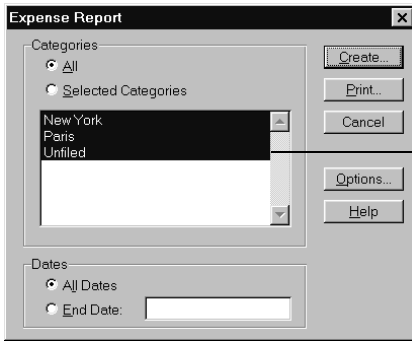 Expense Report
Categories
All
Selected Categories
New York
Paris
Unfiled
Create...
Print...
Cancel
Options...
Help
Dates
All Dates
End Date: